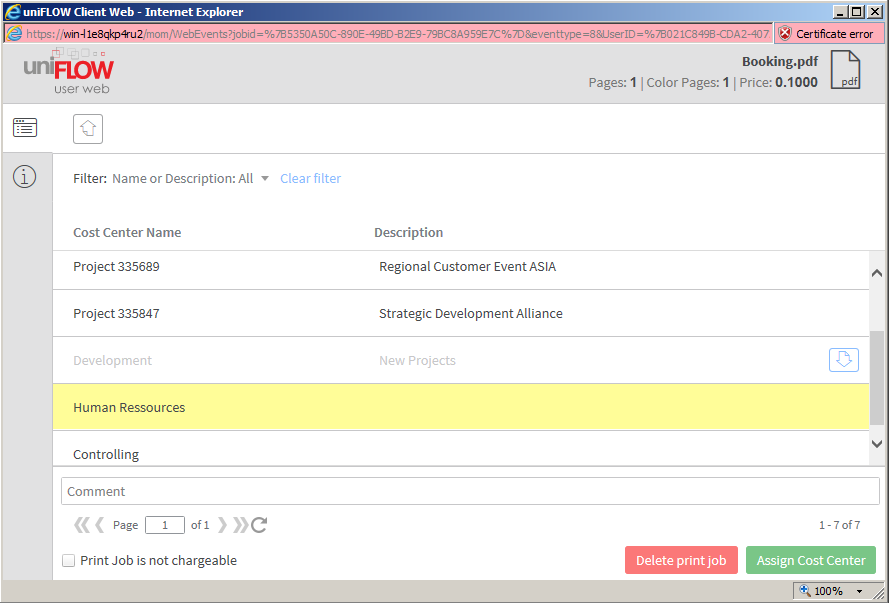 uniFLOW Client Web - Internet Explorer
https://win-l1e8qkp4ru2/mom/WebEvents?jobid=%7B5350A50C-890E-49BD-B2E9-79BC8A959E7C%7D&eventtype=8&UserID=%7B021C849B-CDA2-407
Certificate error
uniFLOW
user web
Booking.pdf
Pages: 1 | Color Pages: 1 | Price: 0.1000
pdf
Filter: Name or Description: All Clear filter
Cost Center Name Description
Project 335689 Regional Customer Event ASIA
Project 335847 Strategic Development Alliance
Development New Projects
Human Ressources
Controlling
Comment
Page 1 of 1 1 - 7 of 7
Print Job is not chargeable Delete print job Assign Cost Center
100%